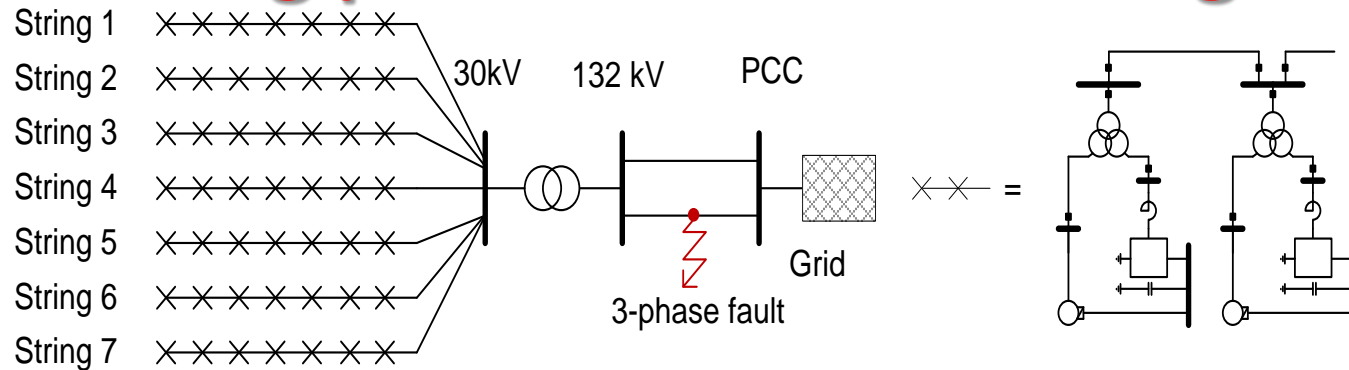 String 1
String 2
String 3
String 4
String 5
String 6
String 7
30kV
132 kV
PCC
Grid
3-phase fault
=